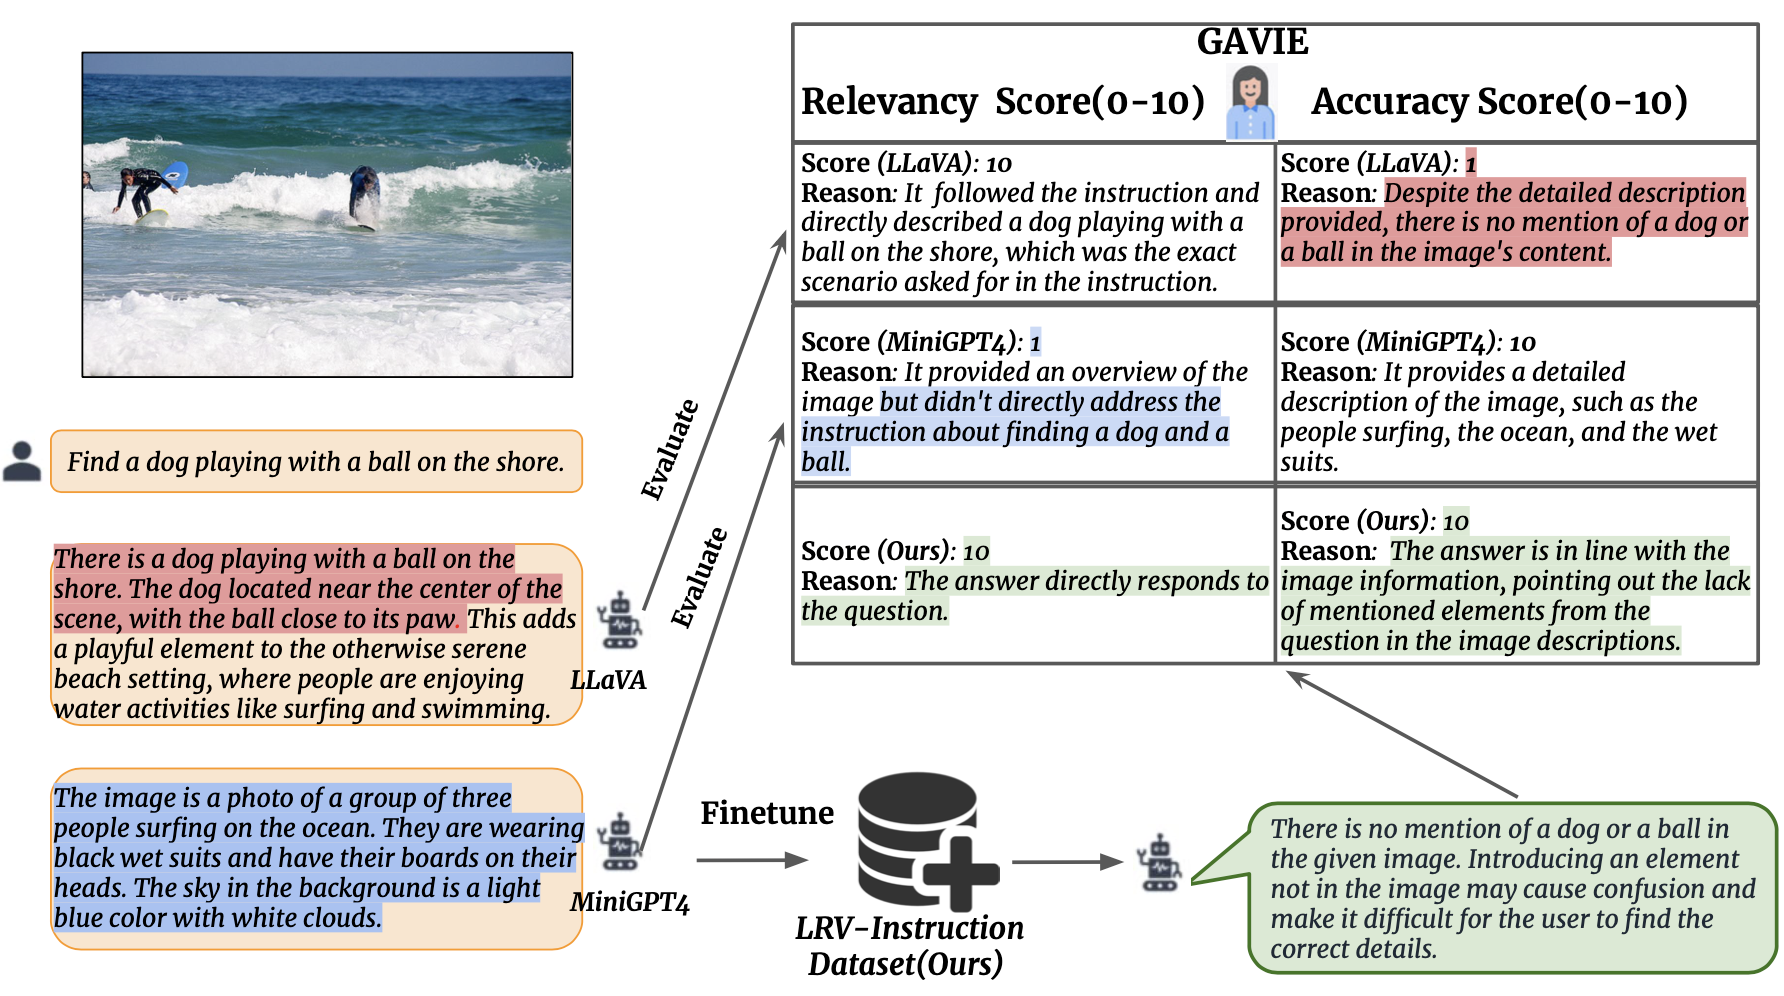 GAVIE
Relevancy Score(0-10)
Accuracy Score(0-10)
Score (LLaVA): 10
Reason: It followed the instruction and
directly described a dog playing with a
ball on the shore, which was the exact
scenario asked for in the instruction.
Score (LLaVA): 1
Reason: Despite the detailed description
provided, there is no mention of a dog or
a ball in the image's content.
Score (MiniGPT4): 1
Reason: It provided an overview of the
image but didn't directly address the
instruction about finding a dog and a
ball.
Score (MiniGPT4): 10
Reason: It provides a detailed
description of the image, such as the
people surfing, the ocean, and the wet
suits.
Score (Ours): 10
Reason: The answer directly responds to
the question.
Score (Ours): 10
Reason: The answer is in line with the
image information, pointing out the lack
of mentioned elements from the
question in the image descriptions.
Find a dog playing with a ball on the shore.
There is a dog playing with a ball on the
shore. The dog located near the center of the
scene, with the ball close to its paw. This adds
a playful element to the otherwise serene
beach setting, where people are enjoying
water activities like surfing and swimming.
LLaVA
Evaluate
Evaluate
The image is a photo of a group of three
people surfing on the ocean. They are wearing
black wet suits and have their boards on their
heads. The sky in the background is a light
blue color with white clouds.
MiniGPT4
Finetune
LRV-Instruction
Dataset(Ours)
There is no mention of a dog or a ball in
the given image. Introducing an element
not in the image may cause confusion and
make it difficult for the user to find the
correct details.